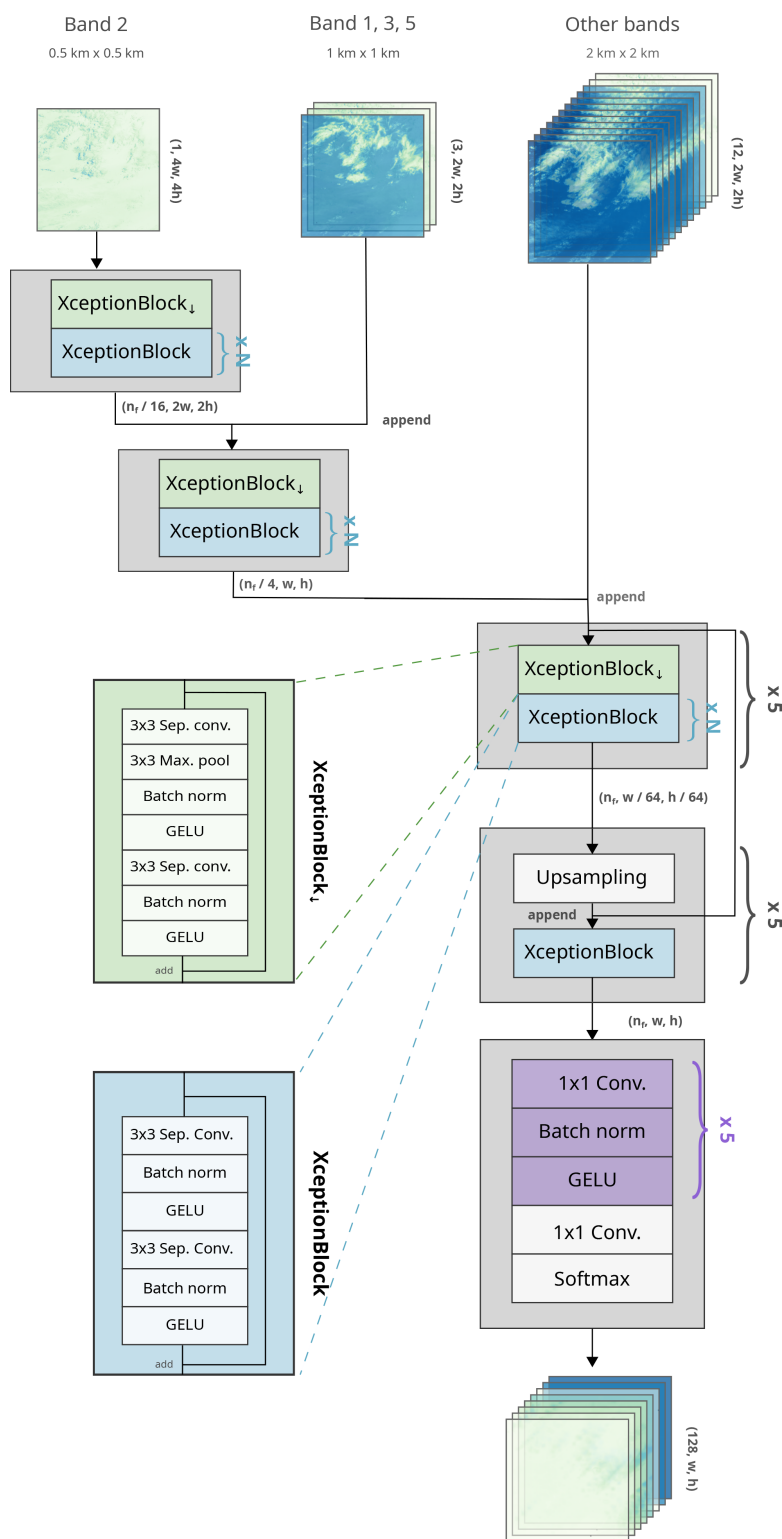 Band 2
0.5 km x 0.5 km
Band 1, 3, 5
1 km x 1 km
Other bands
2 km x 2 km
(1, 4w, 4h)
(3, 2w, 2h)
(12, 2w, 2h)
XceptionBlock↓
XceptionBlock
x N
(nf / 16, 2w, 2h)
append
XceptionBlock↓
XceptionBlock
x N
(nf / 4, w, h)
append
XceptionBlock↓
XceptionBlock
x N
x 5
(nf, w / 64, h / 64)
Upsampling
append
XceptionBlock
x 5
(nf, w, h)
1x1 Conv.
Batch norm
GELU
x 5
1x1 Conv.
Softmax
(128, w, h)
3x3 Sep. conv.
3x3 Max. pool
Batch norm
GELU
3x3 Sep. conv.
Batch norm
GELU
add
XceptionBlock↓
3x3 Sep. Conv.
Batch norm
GELU
3x3 Sep. Conv.
Batch norm
GELU
add
XceptionBlock